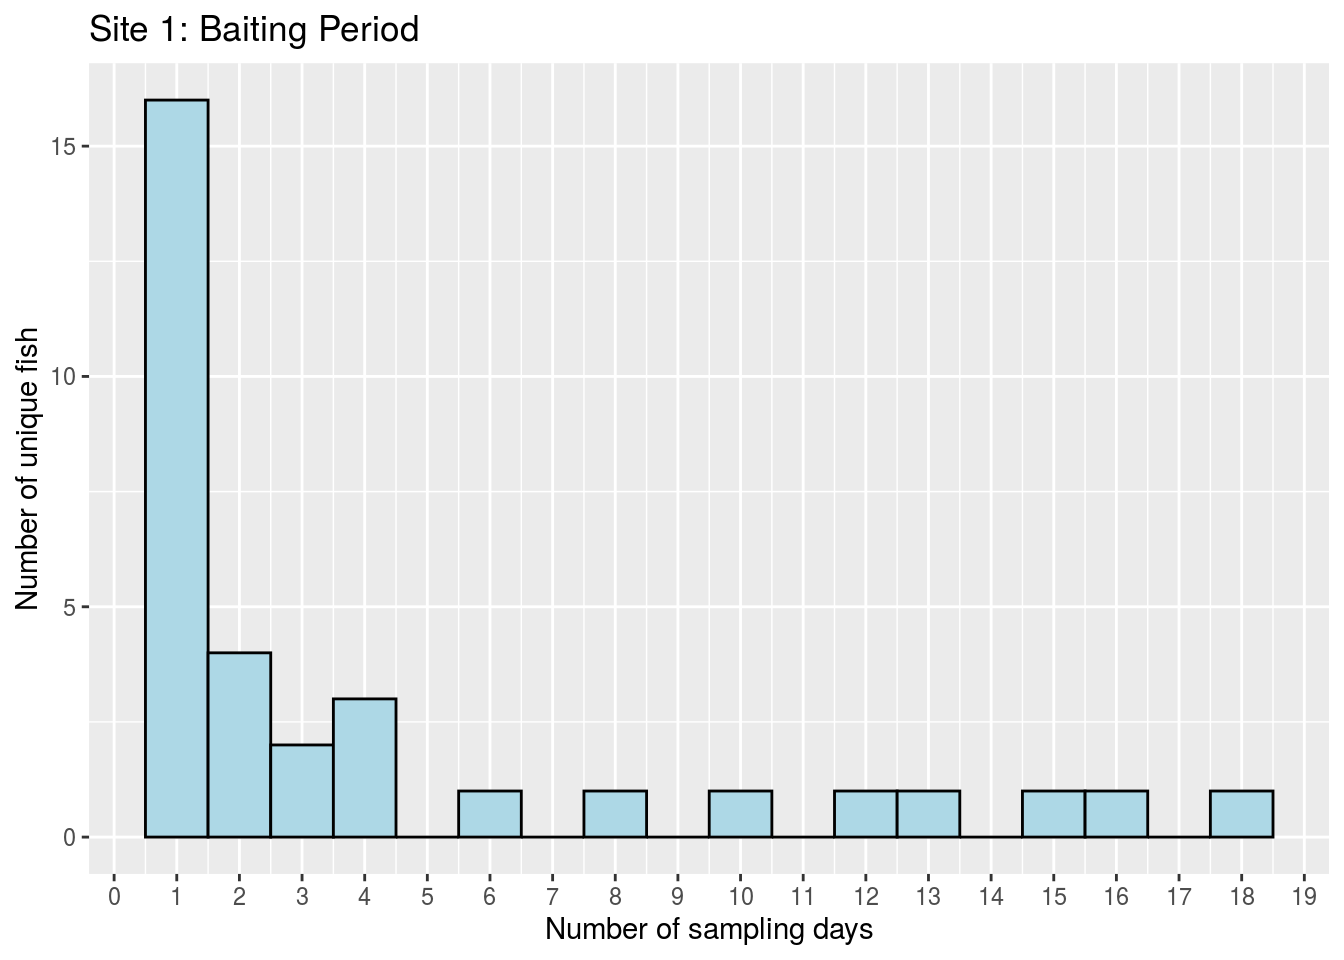 Site 1: Baiting Period
Number of unique fish
15
10
5
0
0 1 2 3 4 5 6 7 8 9 10 11 12 13 14 15 16 17 18 19
Number of sampling days